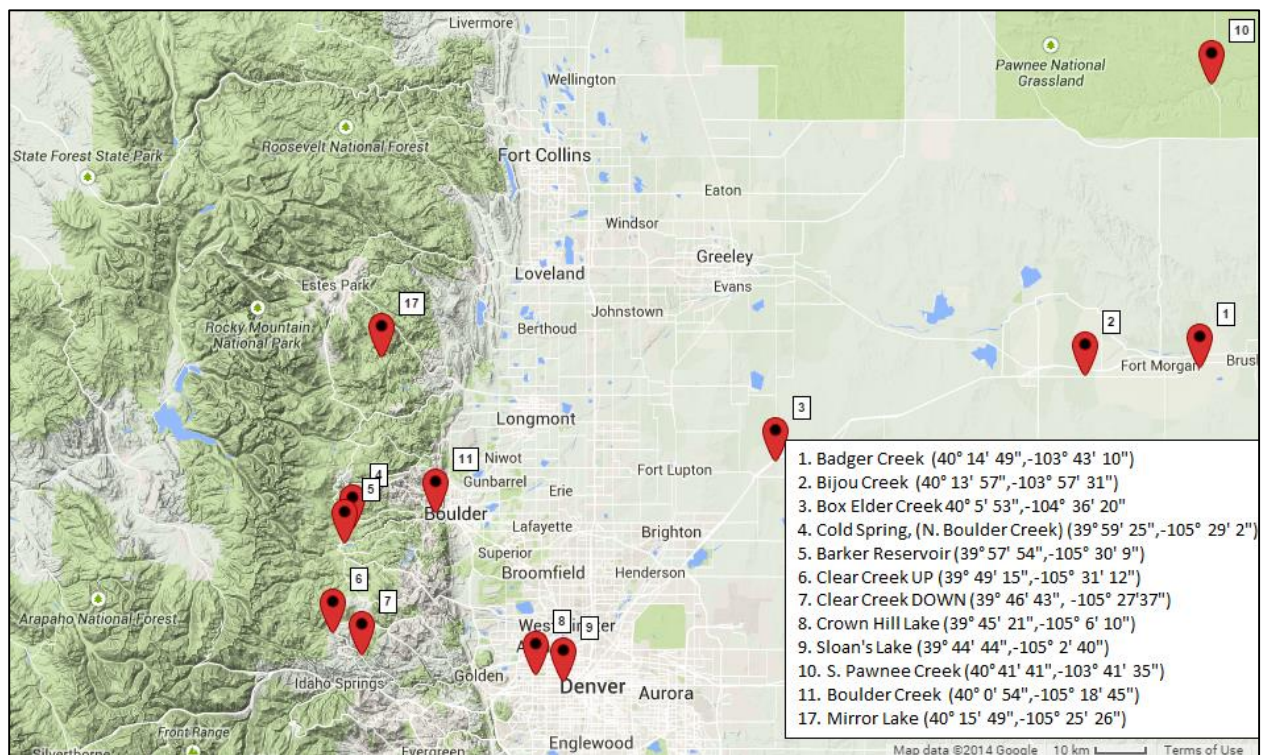 Livermore
Wellington
10
Pawnee National
Grassland
Roosevelt National Forest
State Forest State Park
Fort Collins
Eaton
Windsor
Greeley
Loveland
Evans
Estes Park
17
Rocky Mountain
National Park
Johnstown
Berthoud
2
1
Fort Morgan
Brush
3
Longmont
11
Niwot
Gunbarrel
4
5
Fort Lupton
Erie
Boulder
Lafayette
Brighton
Superior
Broomfield
Henderson
6
7
Arapaho National Forest
8
9
Golden
Idaho Springs
Denver
Aurora
Front Range
Englewood
Silverthorne
Evergreen
1. Badger Creek (40° 14' 49",-103° 43' 10")
2. Bijou Creek (40° 13' 57",-103° 57' 31")
3. Box Elder Creek 40° 5' 53",-104° 36' 20"
4. Cold Spring, (N. Boulder Creek) (39° 59' 25",-105° 29' 2")
5. Barker Reservoir (39° 57' 54",-105° 30' 9")
6. Clear Creek UP (39° 49' 15",-105° 31' 12")
7. Clear Creek DOWN (39° 46' 43", -105° 27'37")
8. Crown Hill Lake (39° 45' 21",-105° 6' 10")
9. Sloan's Lake (39° 44' 44",-105° 2' 40")
10. S. Pawnee Creek (40° 41' 41",-103° 41' 35")
11. Boulder Creek (40° 0' 54",-105° 18' 45")
17. Mirror Lake (40° 15' 49",-105° 25' 26")
Map data ©2014 Google 10 km Terms of Use